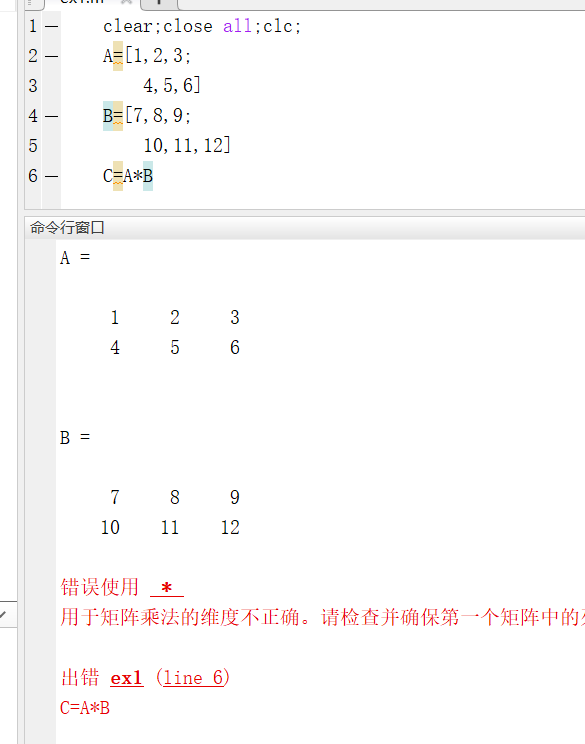 1 — clear;close all;clc;
2 — A=[1,2,3;
3 4,5,6]
4 — B=[7,8,9;
5 10,11,12]
6 — C=A*B
命令行窗口
A =
1 2 3
4 5 6
B =
7 8 9
10 11 12
错误使用 *
用于矩阵乘法的维度不正确。请检查并确保第一个矩阵中的
出错 ex1 (line 6)
C=A*B